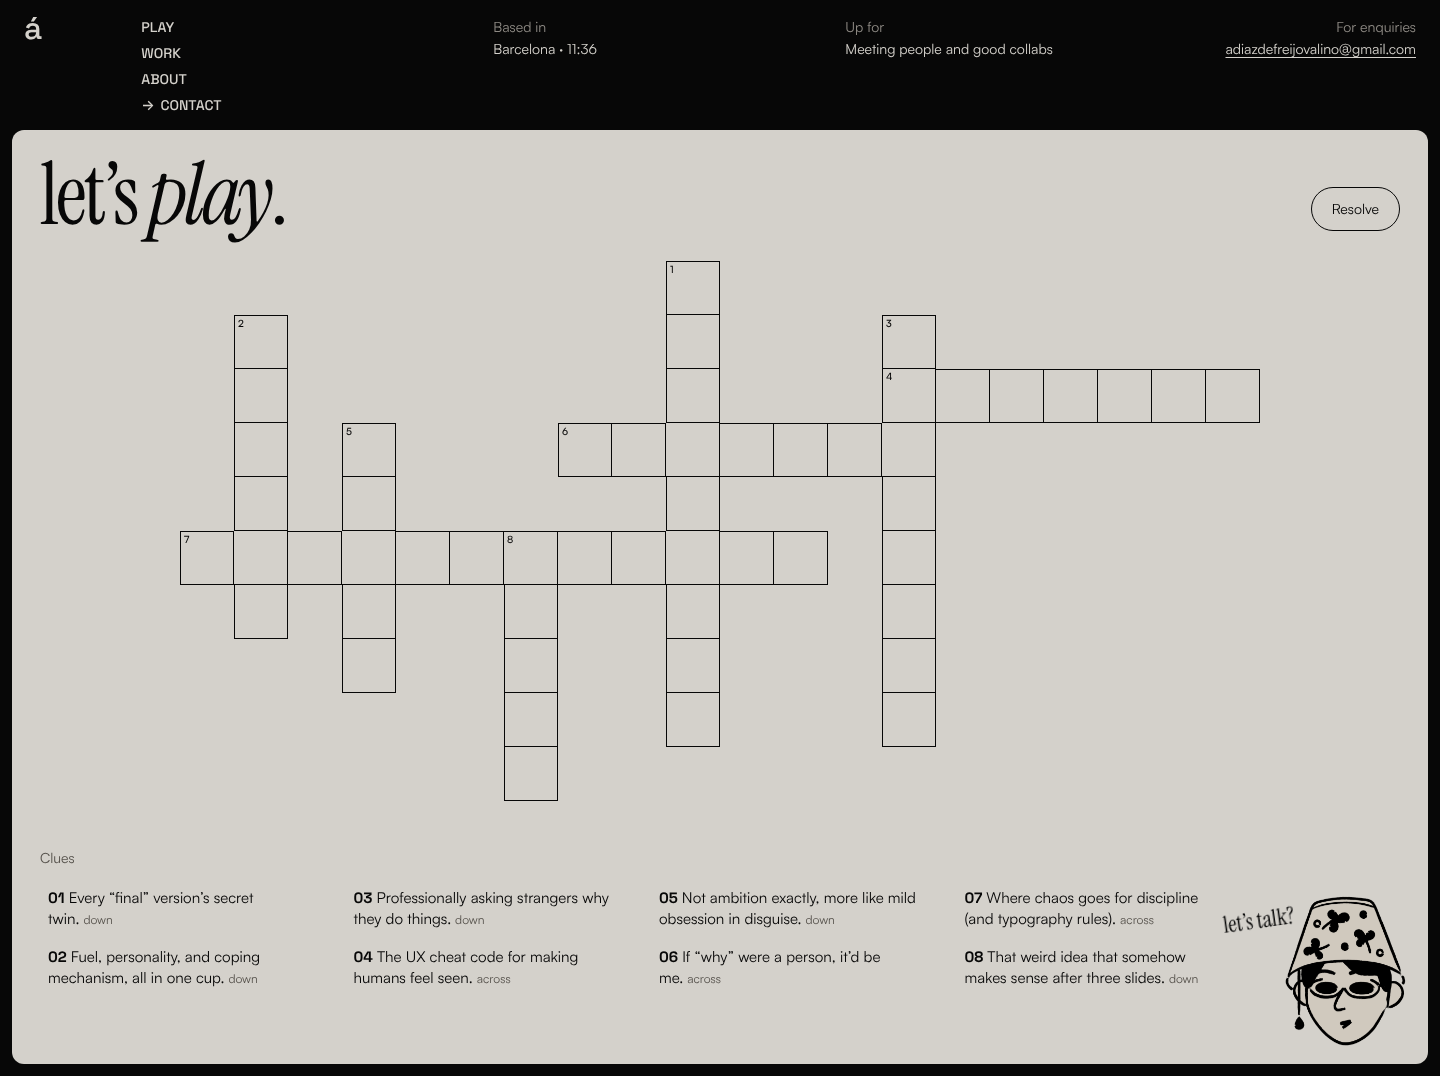 á
PLAY
WORK
ABOUT
→ CONTACT
Based in
Barcelona · 11:36
Up for
Meeting people and good collabs
For enquiries
adiazdefreijovalino@gmail.com
let’s play.
Resolve
1
2
3
4
5
6
7
8
Clues
01 Every “final” version’s secret
twin. down
02 Fuel, personality, and coping
mechanism, all in one cup. down
03 Professionally asking strangers why
they do things. down
04 The UX cheat code for making
humans feel seen. across
05 Not ambition exactly, more like mild
obsession in disguise. down
06 If “why” were a person, it’d be
me. across
07 Where chaos goes for discipline
(and typography rules). across
08 That weird idea that somehow
makes sense after three slides. down
let’s talk?